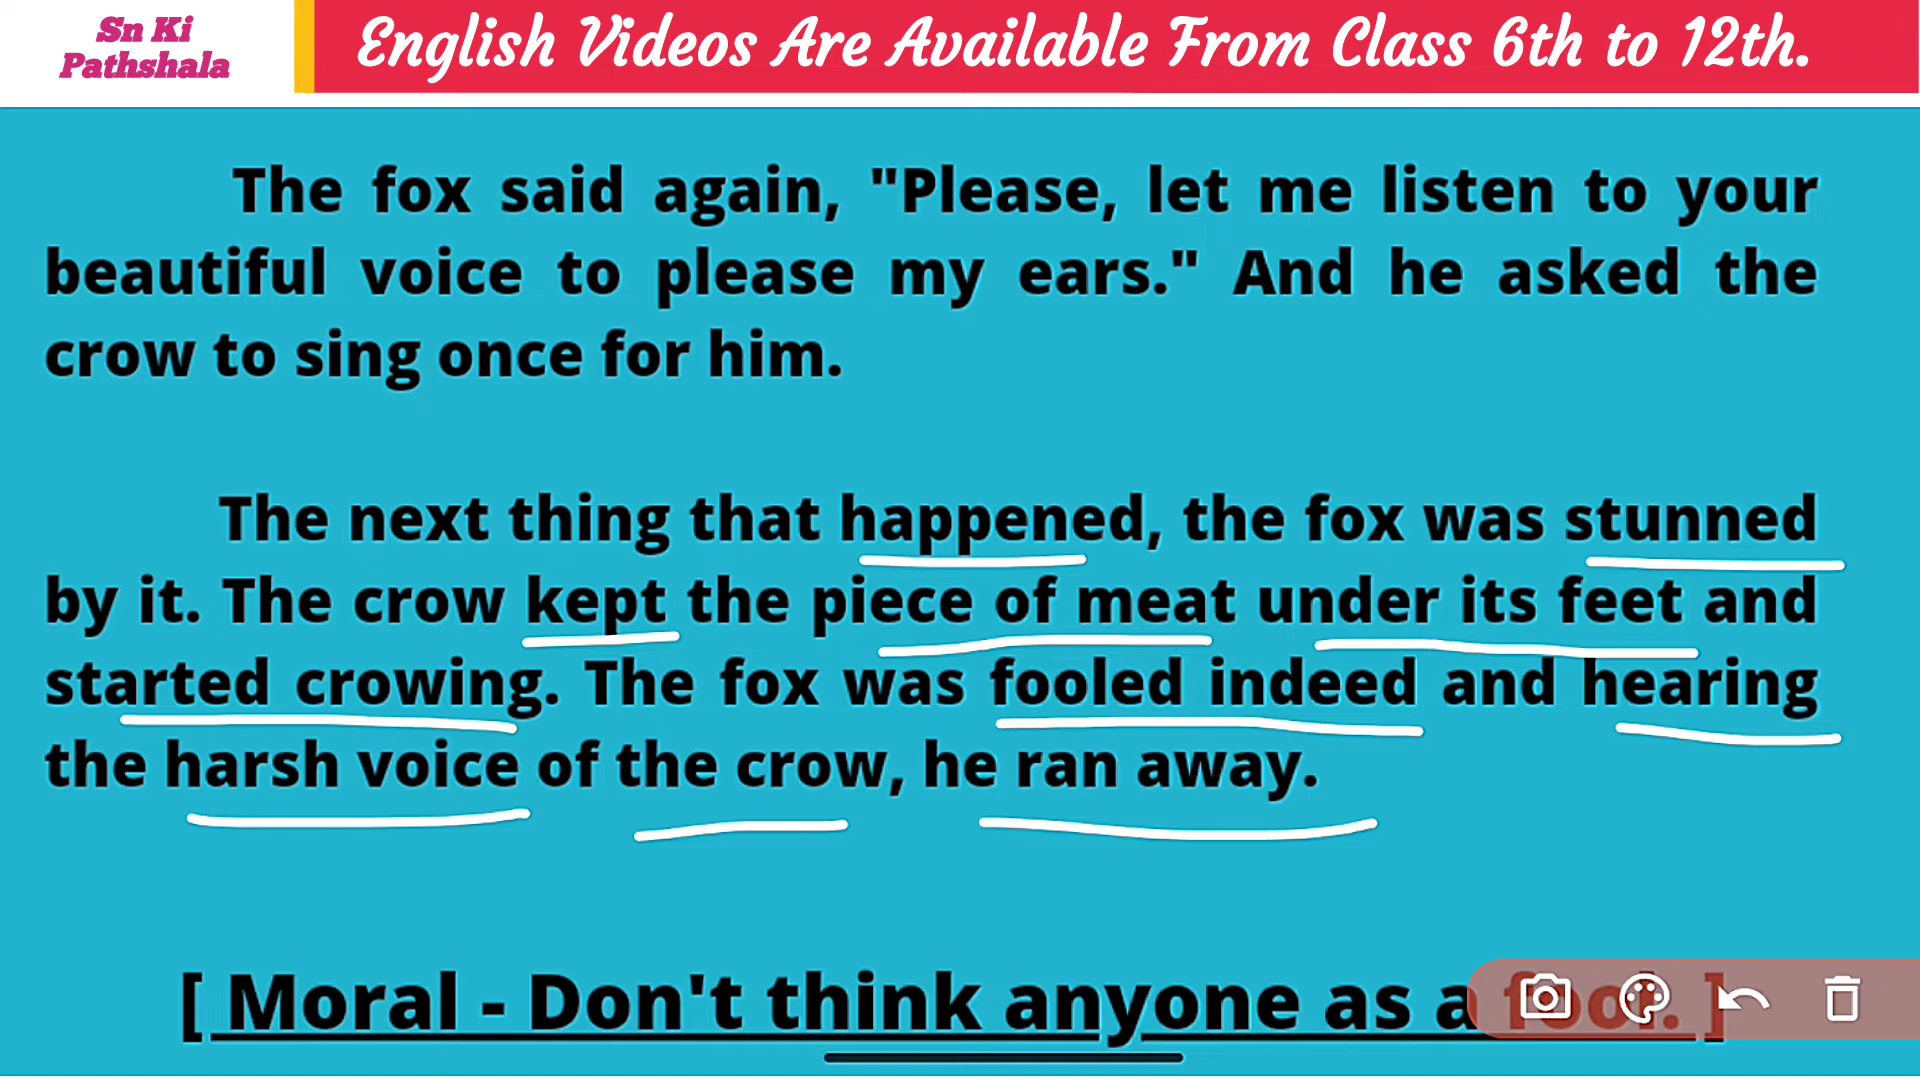 Sn Ki
Pathshala
English Videos Are Available From Class 6th to 12th.
The fox said again, "Please, let me listen to your
beautiful voice to please my ears." And he asked the
crow to sing once for him.
The next thing that happened, the fox was stunned
by it. The crow kept the piece of meat under its feet and
started crowing. The fox was fooled indeed and hearing
the harsh voice of the crow, he ran away.
[ Moral - Don't think anyone as a fool. ]